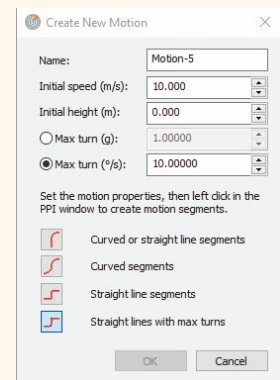 Create New Motion
Name: Motion-5
Initial speed (m/s): 10.000
Initial height (m): 0.000
Max turn (g): 1.00000
Max turn (°/s): 10.00000
Set the motion properties, then left click in the
PPI window to create motion segments.
Curved or straight line segments
Curved segments
Straight line segments
Straight lines with max turns
OK Cancel